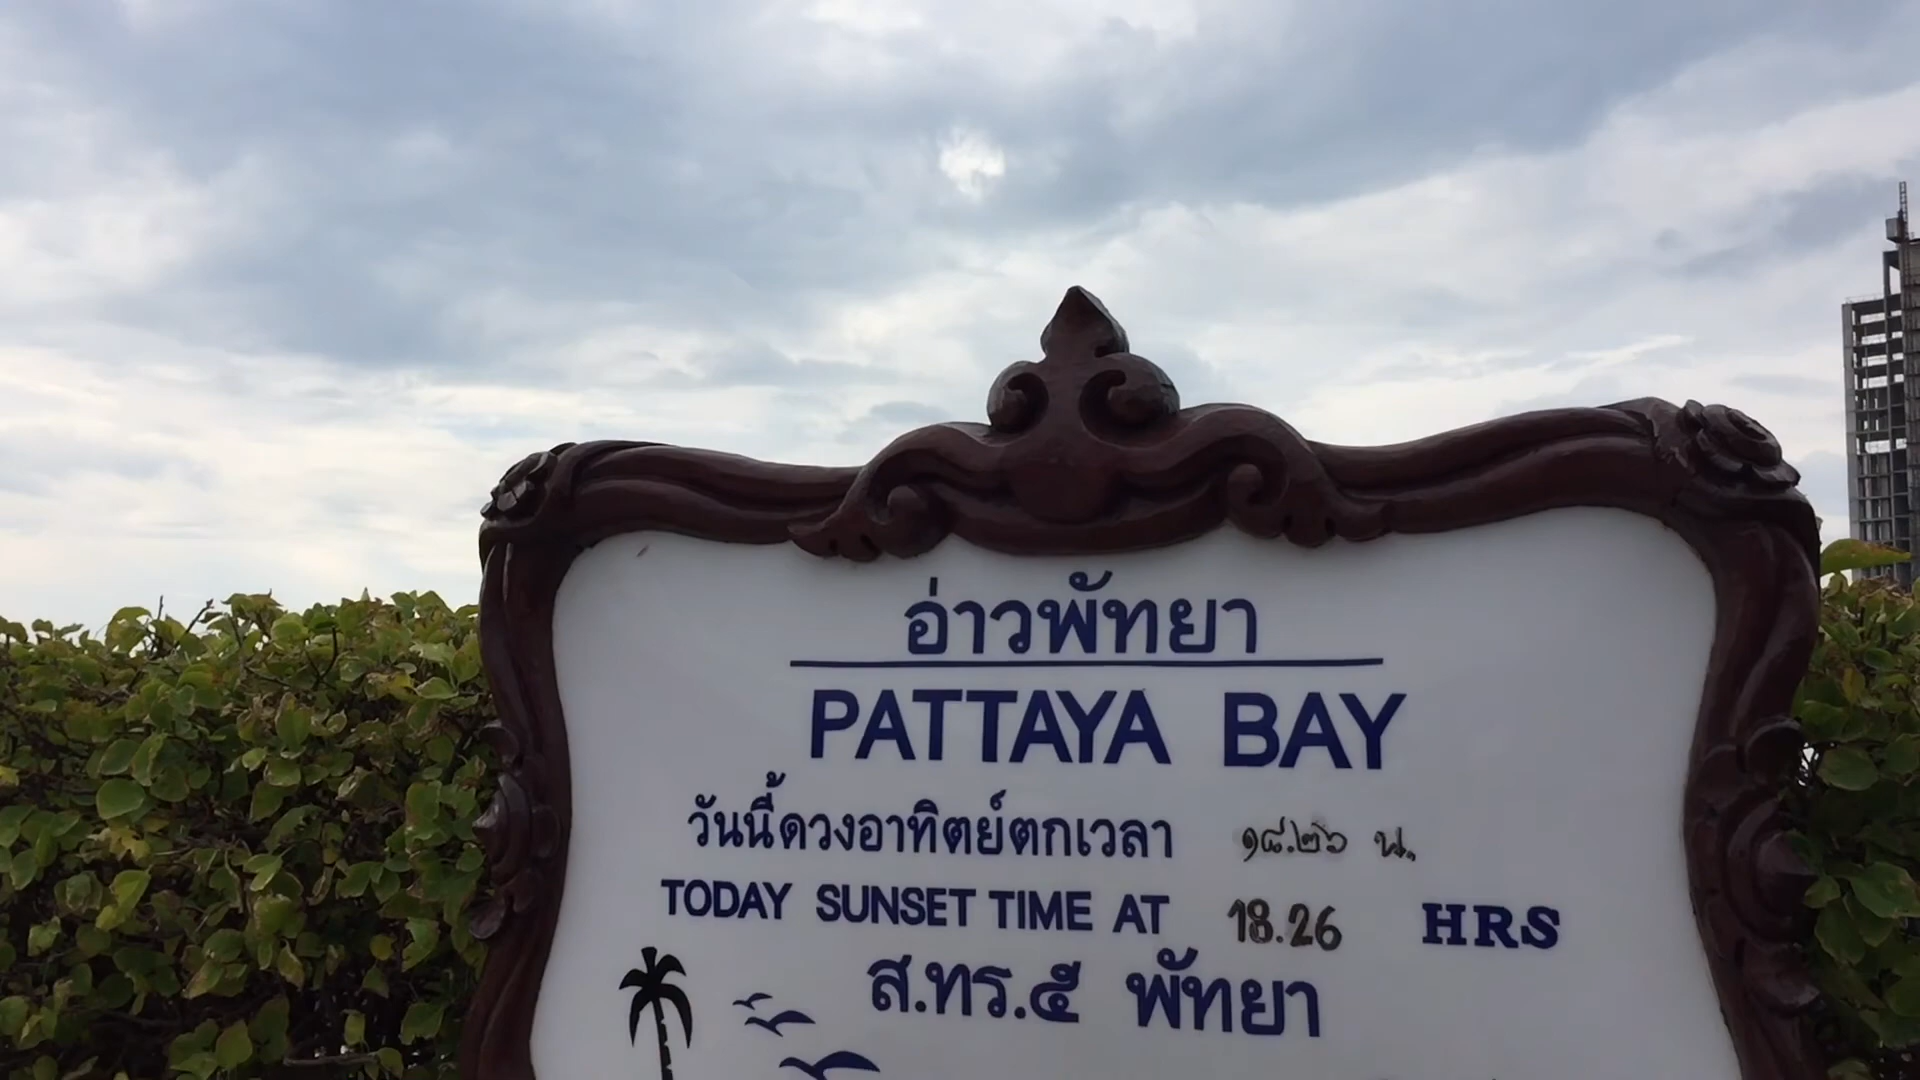 อ่าวพัทยา
PATTAYA BAY
วันนี้ดวงอาทิตย์ตกเวลา ๑๘.๒๖ น.
TODAY SUNSET TIME AT 18.26 HRS
ส.ทร.๕ พัทยา